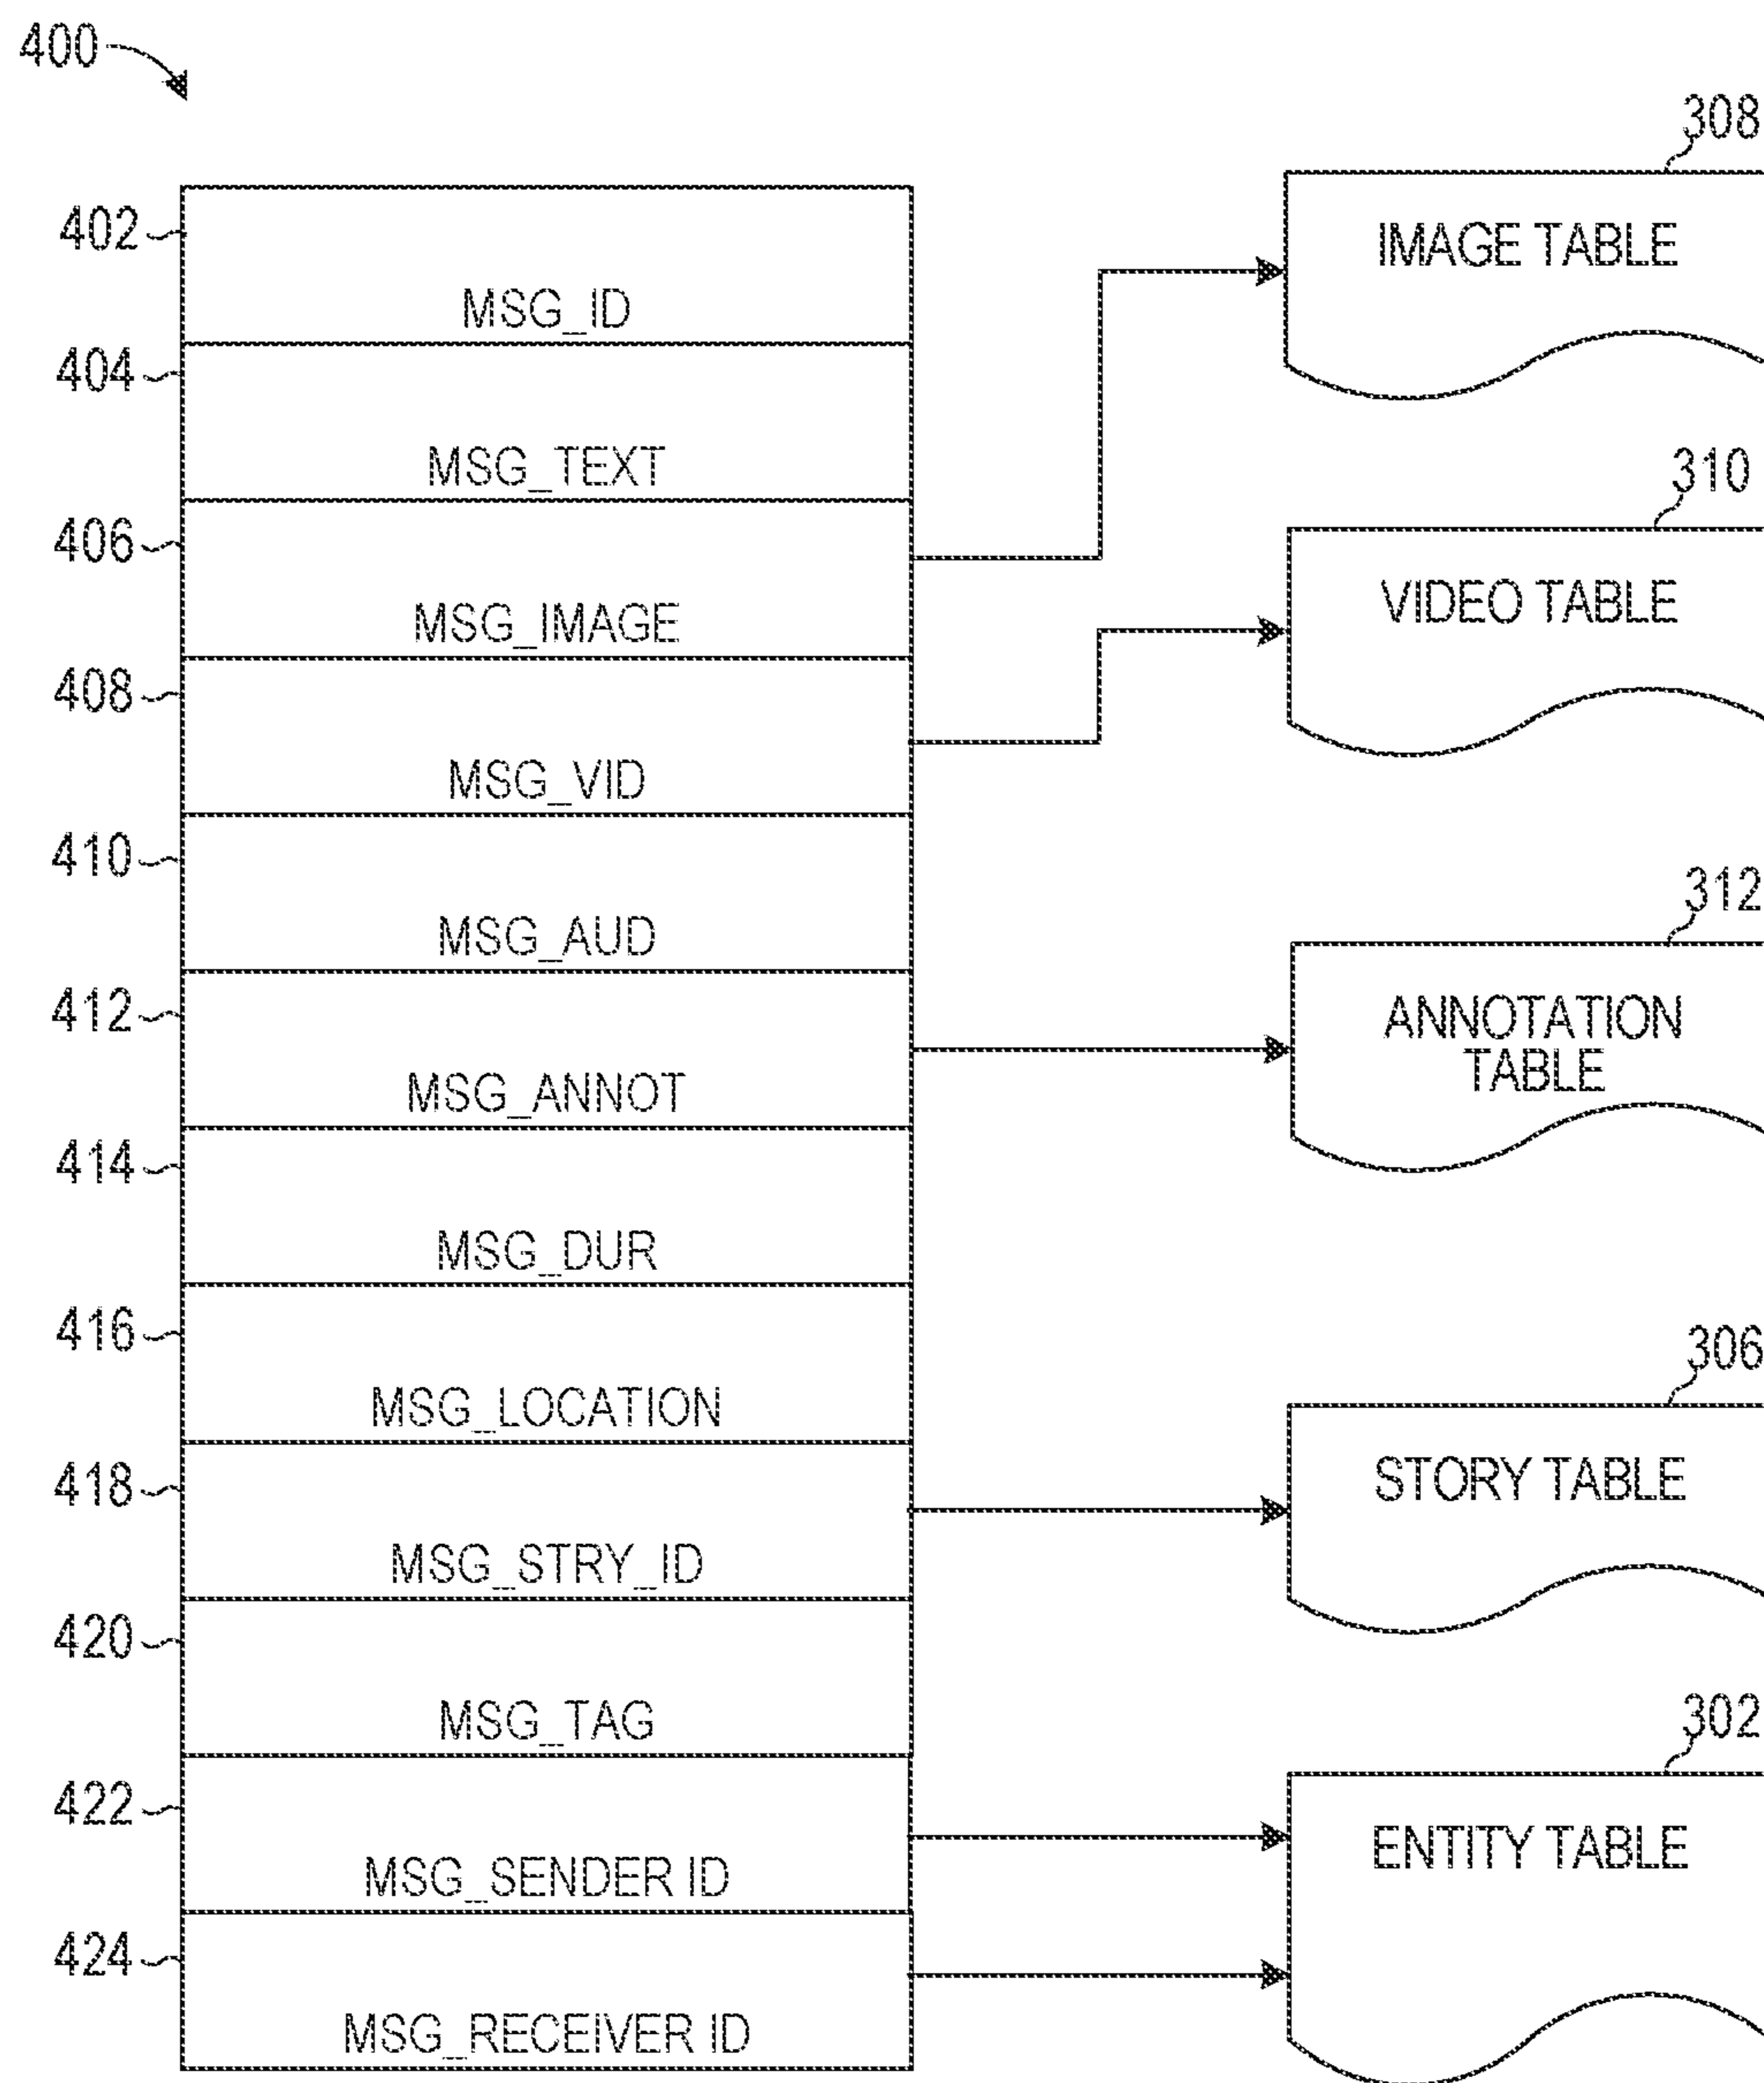 400
308
402
IMAGE TABLE
MSG_ID
404
MSG_TEXT
310
406
VIDEO TABLE
MSG_IMAGE
408
MSG_VID
410
312
MSG_AUD
412
ANNOTATION
TABLE
MSG_ANNOT
414
MSG_DUR
416
306
MSG_LOCATION
418
STORY TABLE
MSG_STRY_ID
420
302
MSG_TAG
422
ENTITY TABLE
MSG_SENDER ID
424
MSG_RECEIVER ID